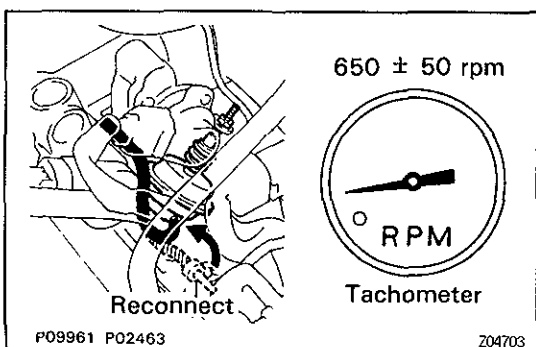 650 ± 50 rpm
O
RPM
Reconnect
Tachometer
P09961 P02463
Z04703